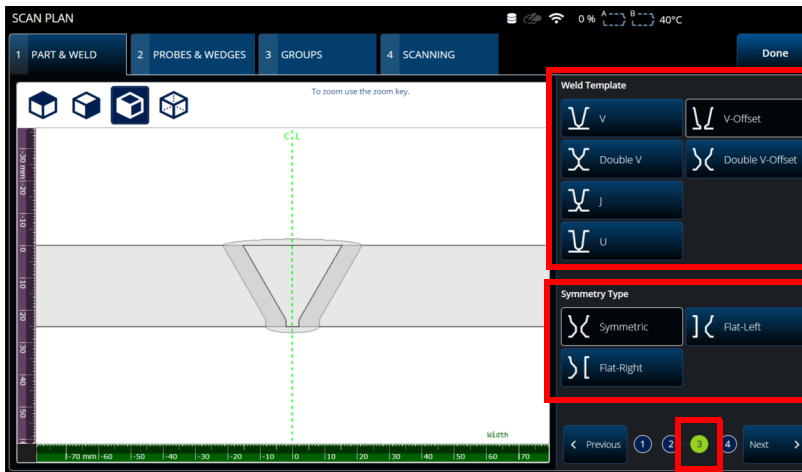 SCAN PLAN
0 %
A
B
40°C
1 PART & WELD
2 PROBES & WEDGES
3 GROUPS
4 SCANNING
Done
To zoom use the zoom key.
C L
-30 mm -20 -10 0 10 20 30 40 50
Width
-70 mm -60 -50 -40 -30 -20 -10 0 10 20 30 40 50 60 70
Weld Template
V
V-Offset
Double V
Double V-Offset
J
U
Symmetry Type
Symmetric
Flat-Left
Flat-Right
Previous 1 2 3 4 Next